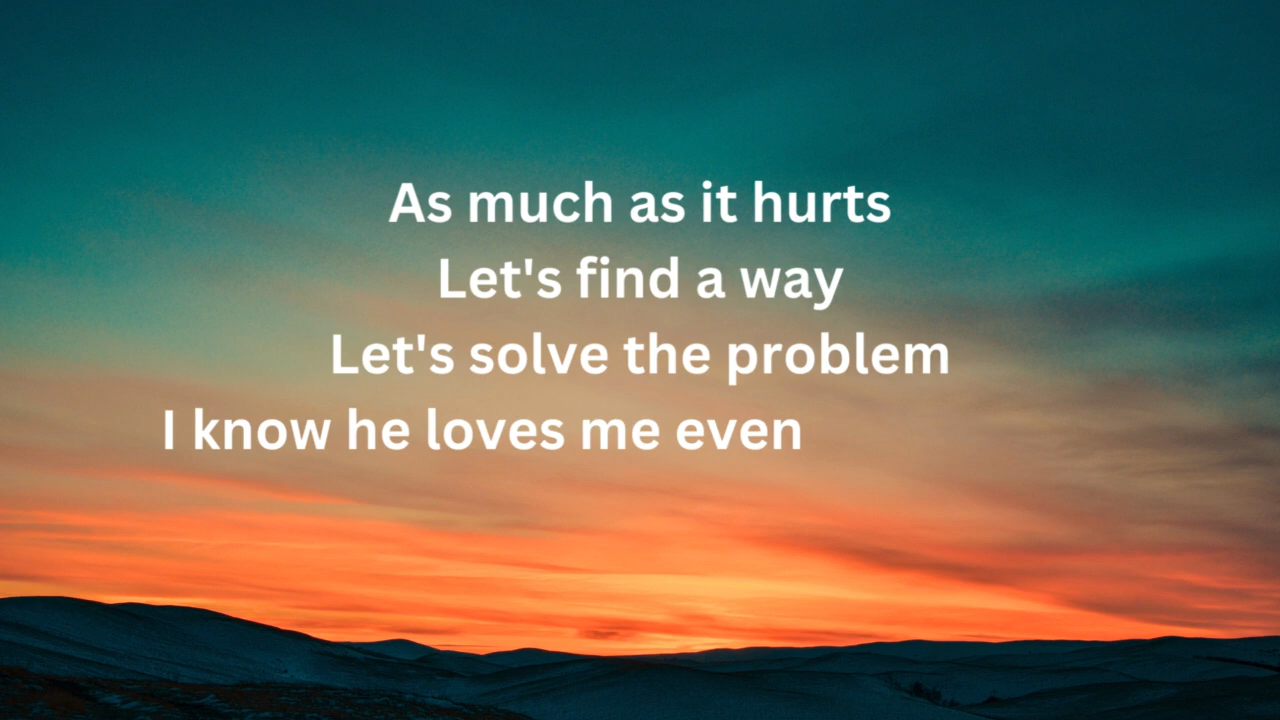 As much as it hurts
Let's find a way
Let's solve the problem
I know he loves me even